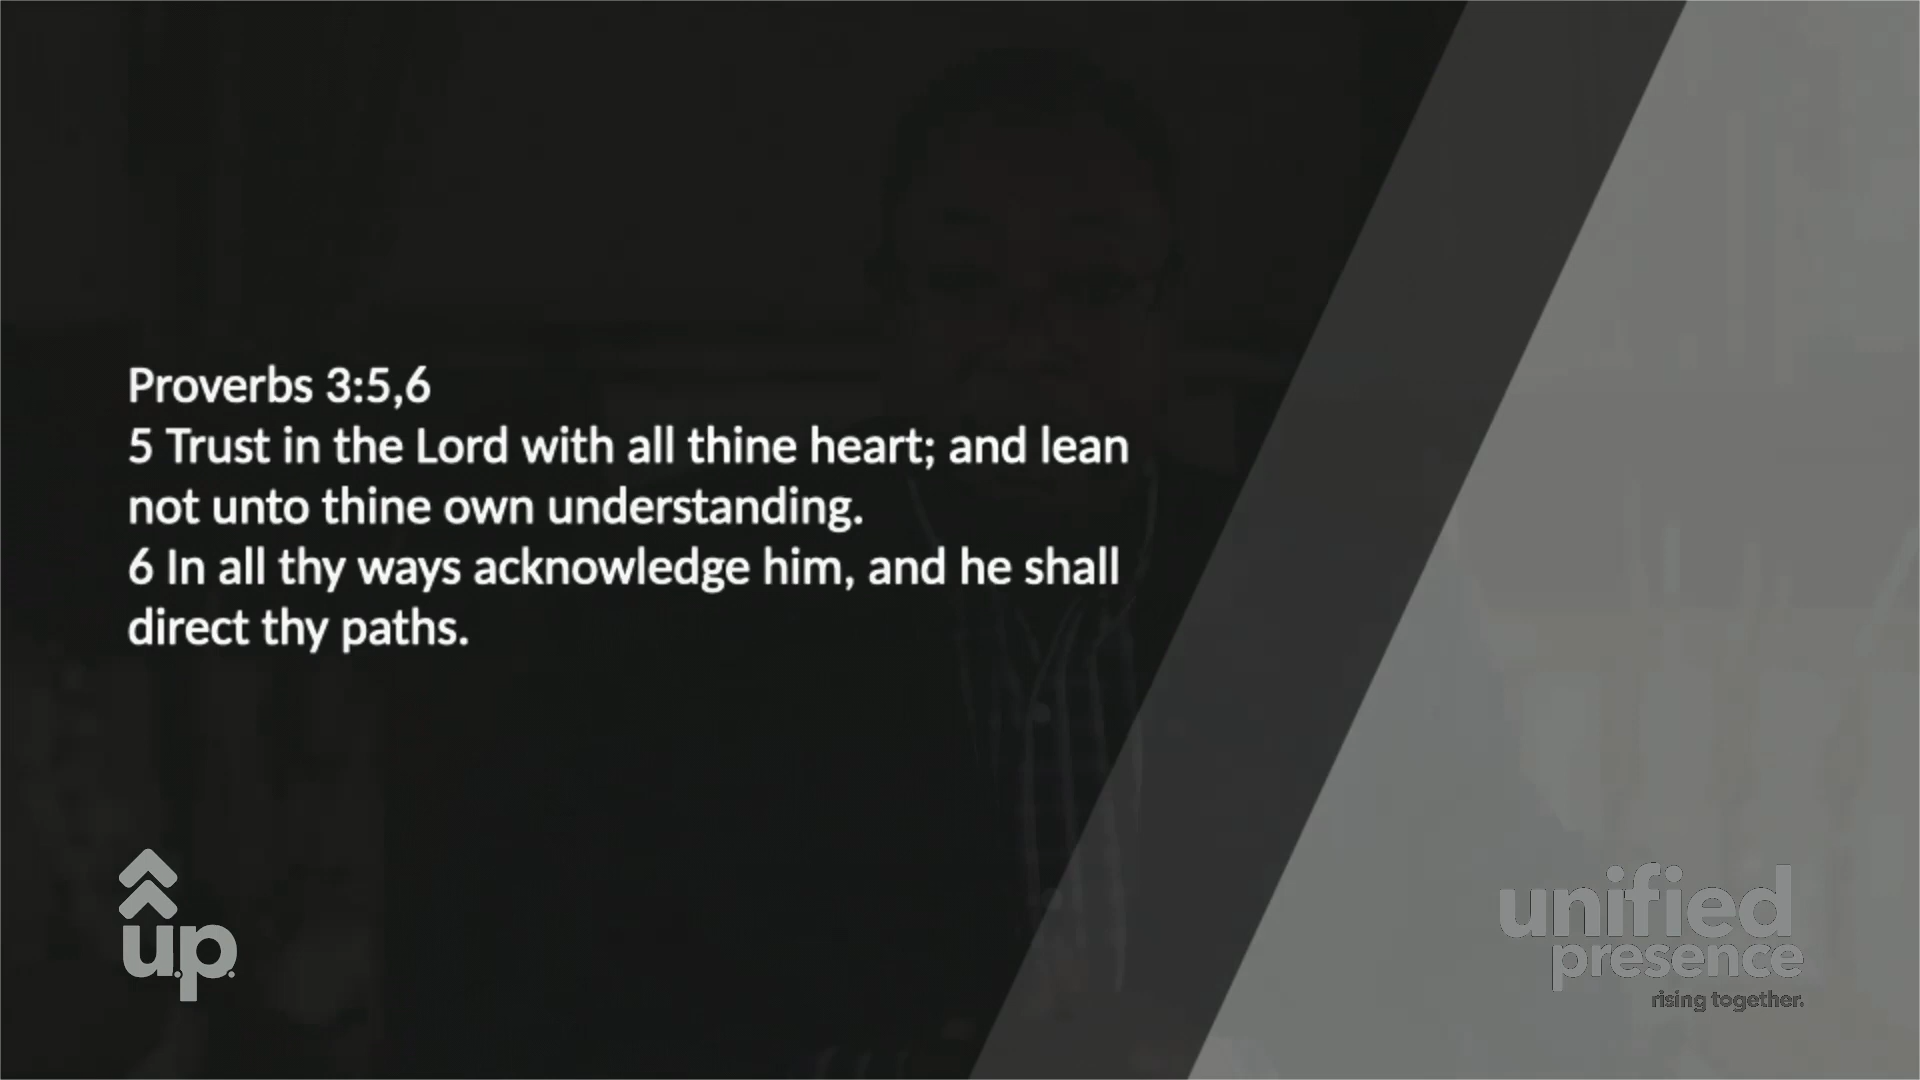 Proverbs 3:5,6
5 Trust in the Lord with all thine heart; and lean
not unto thine own understanding.
6 In all thy ways acknowledge him, and he shall
direct thy paths.
u.p.
unified
presence
rising together.